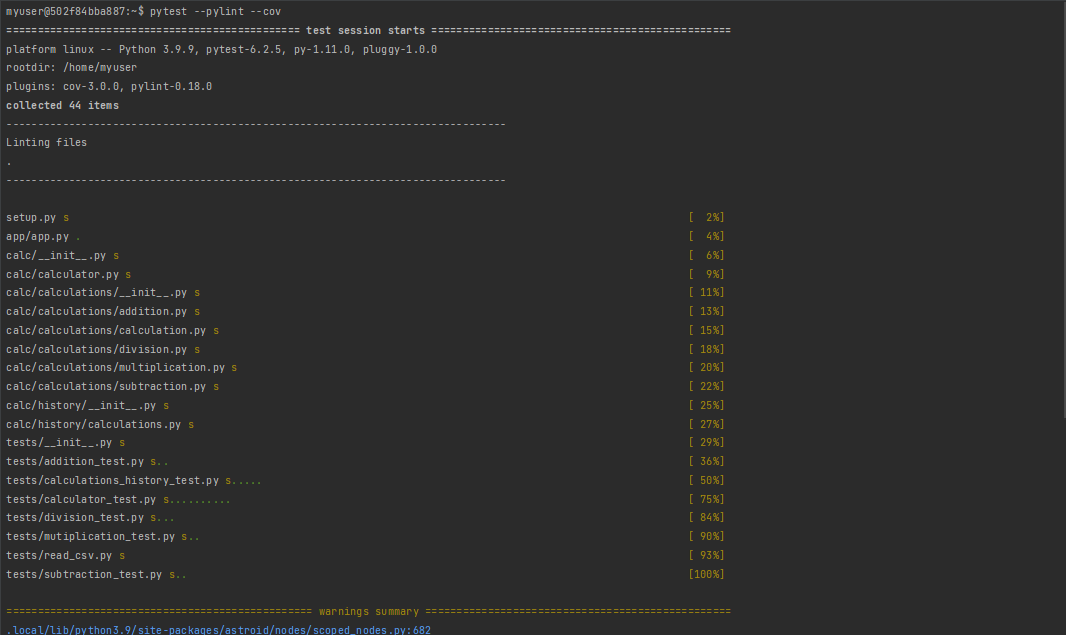 myuser@502f84bba887:~$ pytest --pylint --cov
=============================================== test session starts ================================================
platform linux -- Python 3.9.9, pytest-6.2.5, py-1.11.0, pluggy-1.0.0
rootdir: /home/myuser
plugins: cov-3.0.0, pylint-0.18.0
collected 44 items
--------------------------------------------------------------------------------
Linting files
.
--------------------------------------------------------------------------------
setup.py s [  2%]
app/app.py . [  4%]
calc/__init__.py s [  6%]
calc/calculator.py s [  9%]
calc/calculations/__init__.py s [ 11%]
calc/calculations/addition.py s [ 13%]
calc/calculations/calculation.py s [ 15%]
calc/calculations/division.py s [ 18%]
calc/calculations/multiplication.py s [ 20%]
calc/calculations/subtraction.py s [ 22%]
calc/history/__init__.py s [ 25%]
calc/history/calculations.py s [ 27%]
tests/__init__.py s [ 29%]
tests/addition_test.py s.. [ 36%]
tests/calculations_history_test.py s..... [ 50%]
tests/calculator_test.py s.......... [ 75%]
tests/division_test.py s... [ 84%]
tests/mutiplication_test.py s.. [ 90%]
tests/read_csv.py s [ 93%]
tests/subtraction_test.py s.. [100%]
================================================= warnings summary =================================================
.local/lib/python3.9/site-packages/astroid/nodes/scoped_nodes.py:682